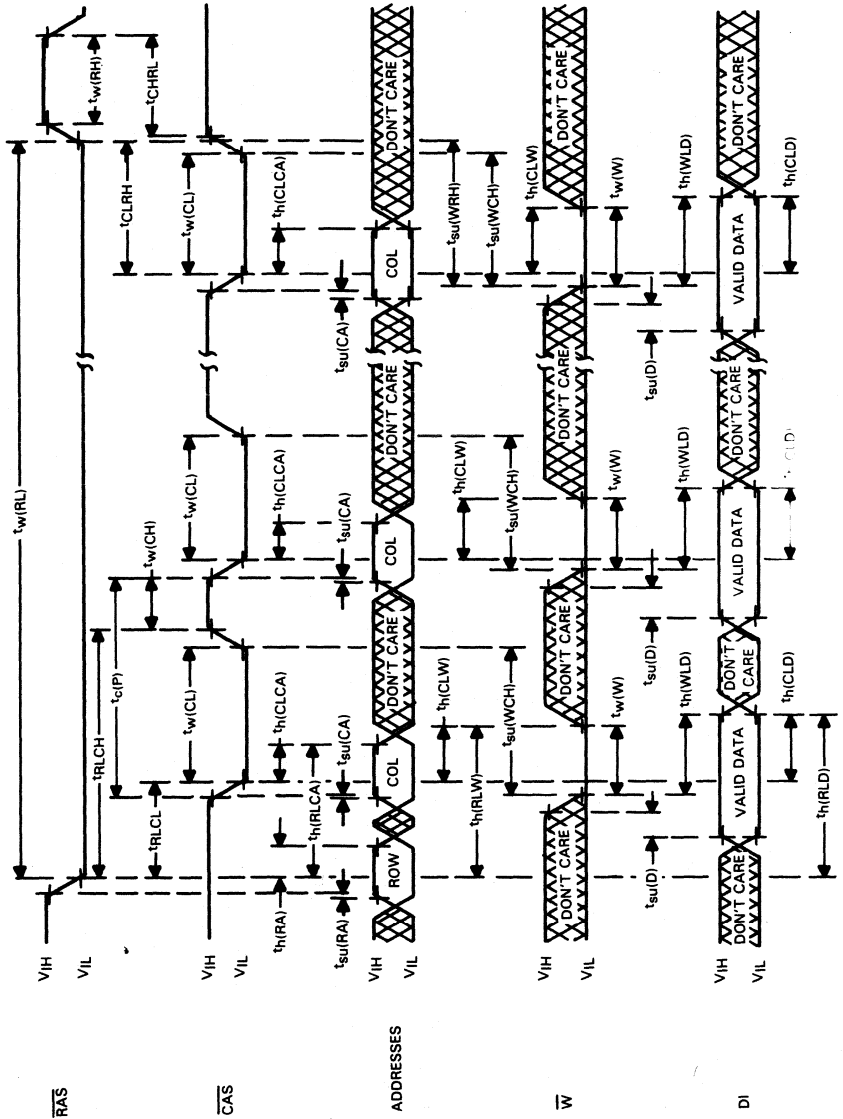 tw(RL)
VIH
RAS
VIL
tw(RH)
tRLCH
tc(P)
tCLRH
tw(CH)
tCHRL
tRLCL
tw(CL) tw(CL) tw(CL)
VIH
CAS
VIL
th(RA) th(CLCA) th(CLCA) th(CLCA)
th(RLCA)
tsu(RA) tsu(CA) tsu(CA) tsu(CA)
VIH
ADDRESSES ROW COL DON'T CARE COL DON'T CARE COL DON'T CARE
VIL
th(CLW) th(CLW) tsu(WRH)
th(RLW)
tsu(WCH) tsu(WCH) tsu(WCH)
th(CLW)
VIH
W DON'T CARE DON'T CARE DON'T CARE DON'T CARE
VIL
tw(W) tw(W) tw(W)
tsu(D) tsu(D) tsu(D)
th(WLD) th(WLD) th(WLD)
VIH
DI DON'T CARE VALID DATA DON'T CARE VALID DATA DON'T CARE VALID DATA DON'T CARE
VIL
th(CLD) (CLD) th(CLD)
th(RLD)